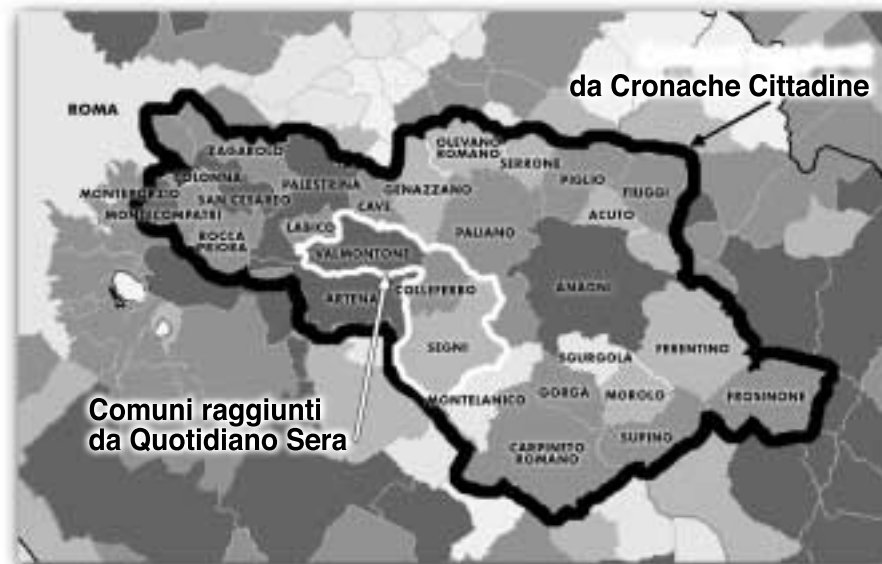 da Cronache Cittadine
ROMA
OLEVANO
ROMANO
ZAGAROLO
SERRONE
COLONNA
PIGLIO
PALESTRINA
GENAZZANO
FIUGGI
MONTEPORZIO
SAN CESAREO
CAVE
ACUTO
MONTECOMPATRI
LABICO
PALIANO
ROCCA
PRIORA
VALMONTONE
ANAGNI
COLLEFERRO
ARTENA
SEGNI
FERENTINO
SGURGOLA
GORGA
MOROLO
FROSINONE
MONTELANICO
Comuni raggiunti
da Quotidiano Sera
SUPINO
CARPINETO
ROMANO